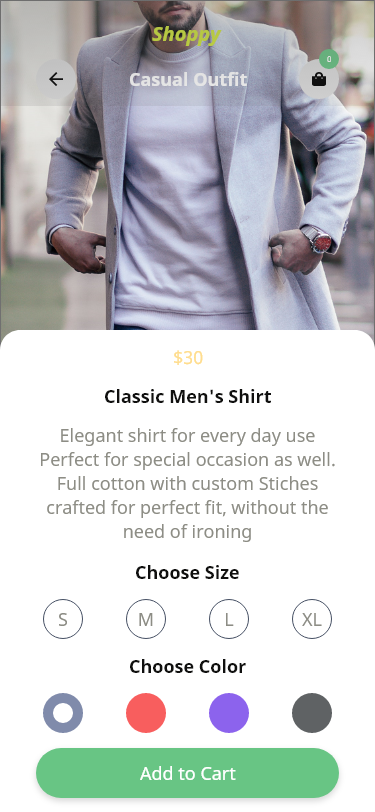 Shoppy
0
Casual Outfit
$30
Classic Men's Shirt
Elegant shirt for every day use
Perfect for special occasion as well.
Full cotton with custom Stiches
crafted for perfect fit, without the
need of ironing
Choose Size
S M L XL
Choose Color
Add to Cart